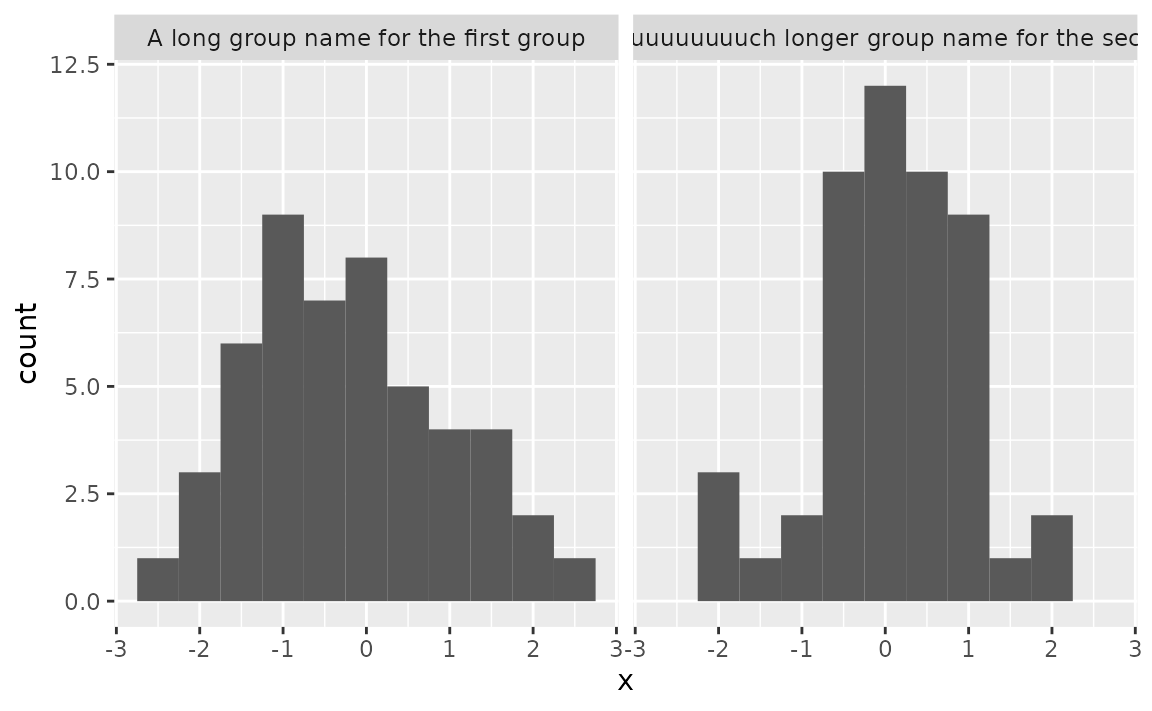 A long group name for the first group
uuuuuuuuch longer group name for the sec
12.5
10.0
7.5
5.0
2.5
0.0
count
-3 -2 -1 0 1 2 3 -3 -2 -1 0 1 2 3
x